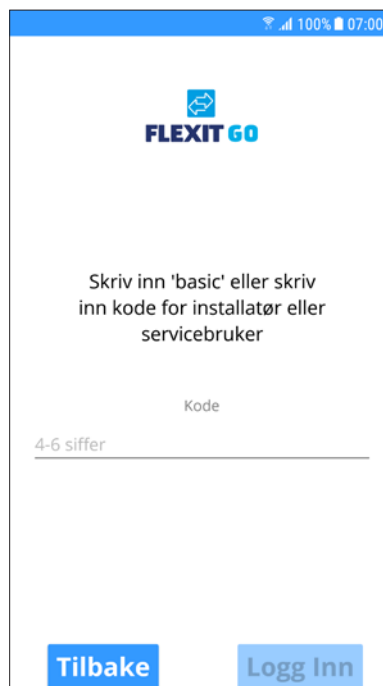 100% 07:00
FLEXIT GO
Skriv inn 'basic' eller skriv
inn kode for installatør eller
servicebruker
Kode
4-6 siffer
Tilbake
Logg Inn